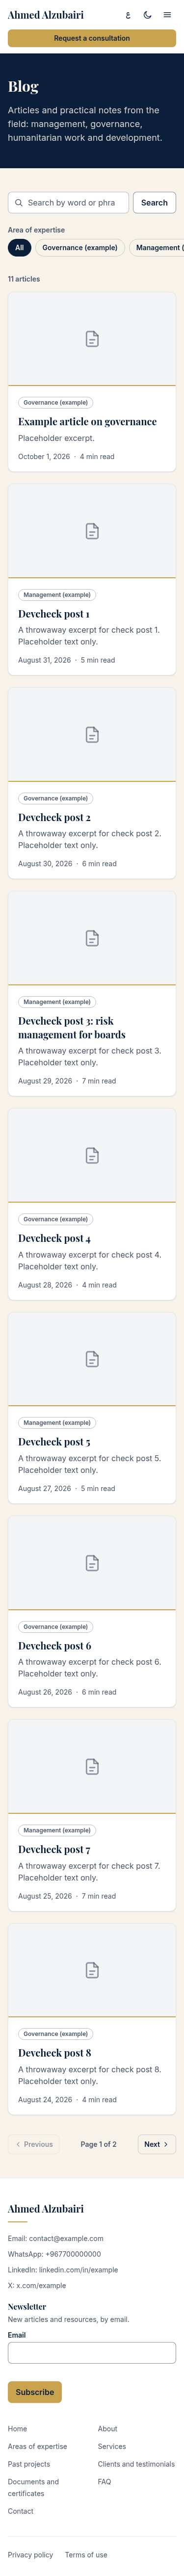 Ahmed Alzubairi
ع
Request a consultation
Blog
Articles and practical notes from the
field: management, governance,
humanitarian work and development.
Search by word or phra
Search
Area of expertise
All
Governance (example)
Management (
11 articles
Governance (example)
Example article on governance
Placeholder excerpt.
October 1, 2026 · 4 min read
Management (example)
Devcheck post 1
A throwaway excerpt for check post 1.
Placeholder text only.
August 31, 2026 · 5 min read
Governance (example)
Devcheck post 2
A throwaway excerpt for check post 2.
Placeholder text only.
August 30, 2026 · 6 min read
Management (example)
Devcheck post 3: risk
management for boards
A throwaway excerpt for check post 3.
Placeholder text only.
August 29, 2026 · 7 min read
Governance (example)
Devcheck post 4
A throwaway excerpt for check post 4.
Placeholder text only.
August 28, 2026 · 4 min read
Management (example)
Devcheck post 5
A throwaway excerpt for check post 5.
Placeholder text only.
August 27, 2026 · 5 min read
Governance (example)
Devcheck post 6
A throwaway excerpt for check post 6.
Placeholder text only.
August 26, 2026 · 6 min read
Management (example)
Devcheck post 7
A throwaway excerpt for check post 7.
Placeholder text only.
August 25, 2026 · 7 min read
Governance (example)
Devcheck post 8
A throwaway excerpt for check post 8.
Placeholder text only.
August 24, 2026 · 4 min read
Previous
Page 1 of 2
Next
Ahmed Alzubairi
Email: contact@example.com
WhatsApp: +967700000000
LinkedIn: linkedin.com/in/example
X: x.com/example
Newsletter
New articles and resources, by email.
Email
Subscribe
Home
About
Areas of expertise
Services
Past projects
Clients and testimonials
Documents and
certificates
FAQ
Contact
Privacy policy
Terms of use